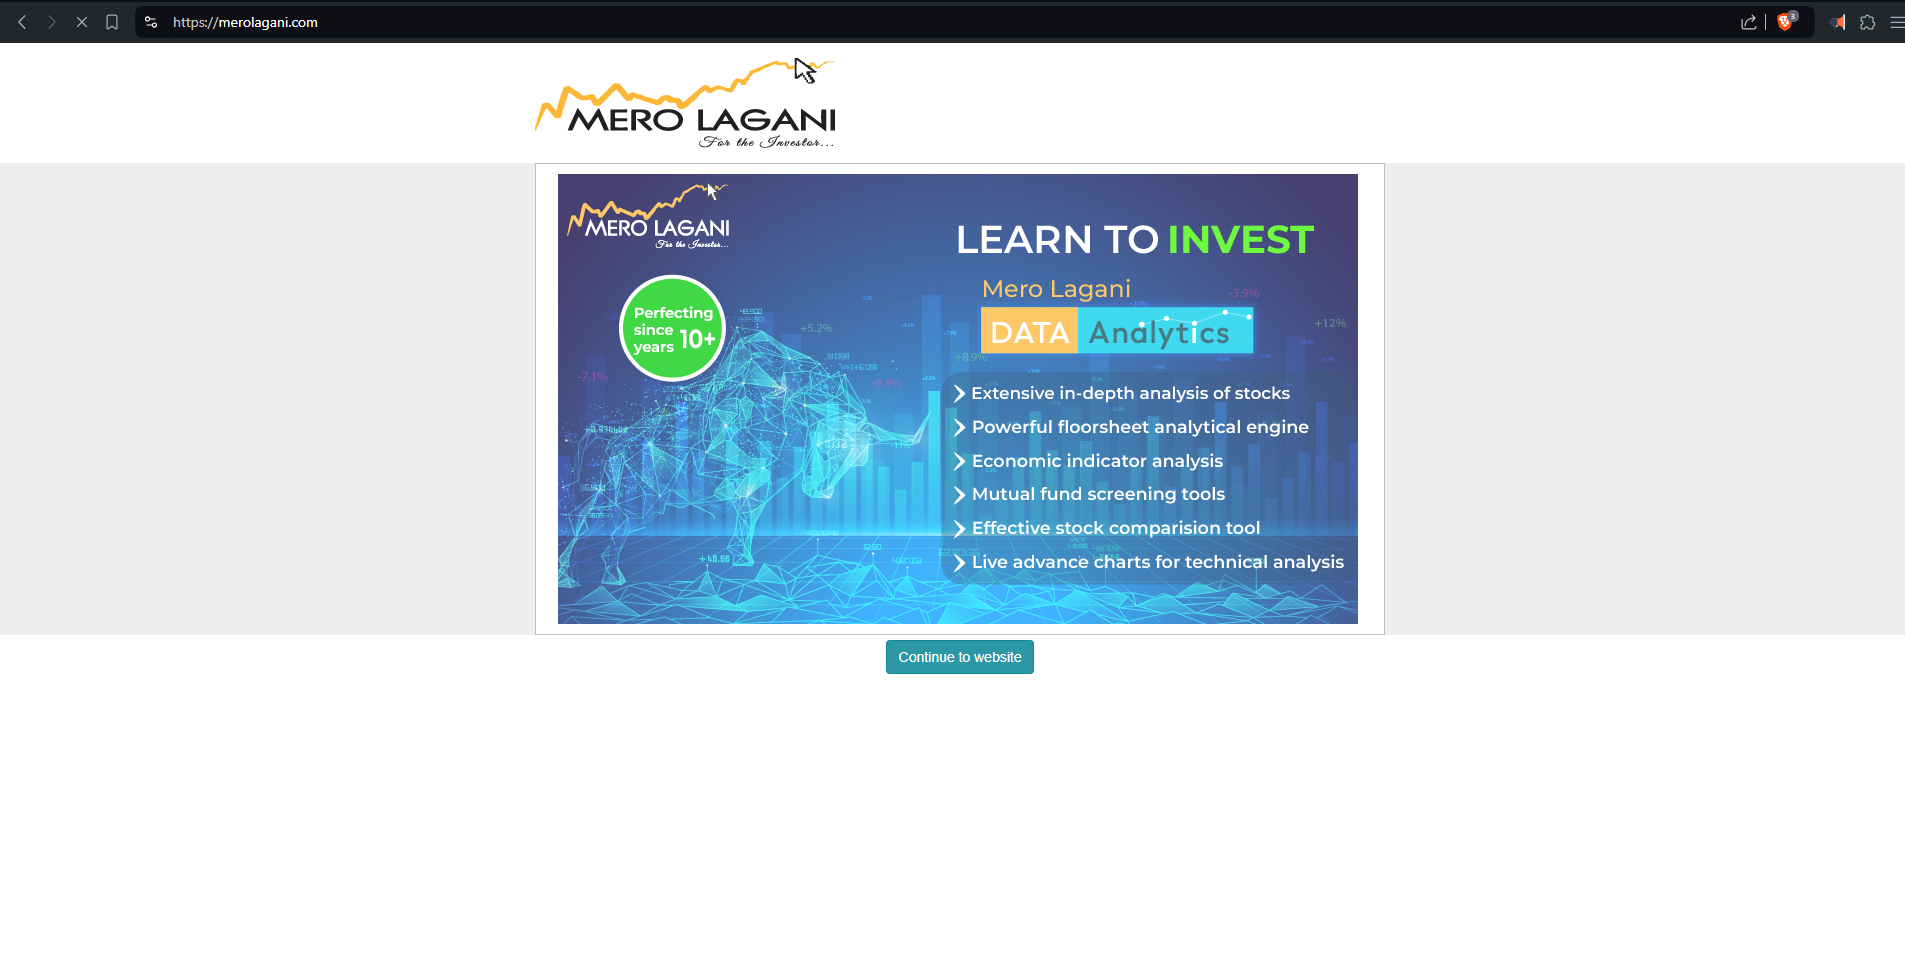 https://merolagani.com
3
MERO LAGANI
For the Investor...
MERO LAGANI
For the Investor...
LEARN TO INVEST
Mero Lagani
DATA Analytics
Perfecting
since
years 10+
-3.9%
+12%
+5.2%
+8.9%
-7.1%
-8.9%
Extensive in-depth analysis of stocks
Powerful floorsheet analytical engine
Economic indicator analysis
Mutual fund screening tools
Effective stock comparision tool
Live advance charts for technical analysis
+40.66
Continue to website